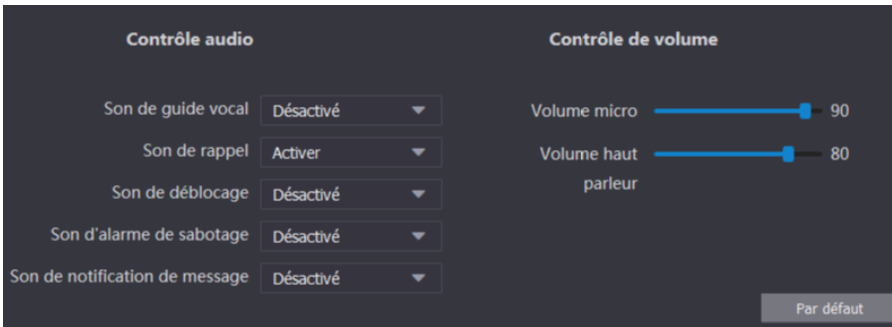 Contrôle audio
Son de guide vocal Désactivé
Son de rappel Activer
Son de déblocage Désactivé
Son d'alarme de sabotage Désactivé
Son de notification de message Désactivé
Contrôle de volume
Volume micro 90
Volume haut 80
parleur
Par défaut